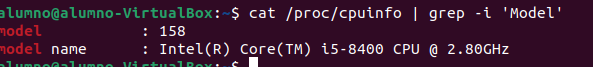 alumno@alumno-VirtualBox:~$ cat /proc/cpuinfo | grep -i 'Model'
model : 158
model name : Intel(R) Core(TM) i5-8400 CPU @ 2.80GHz
alumno@alumno-VirtualBox:~$